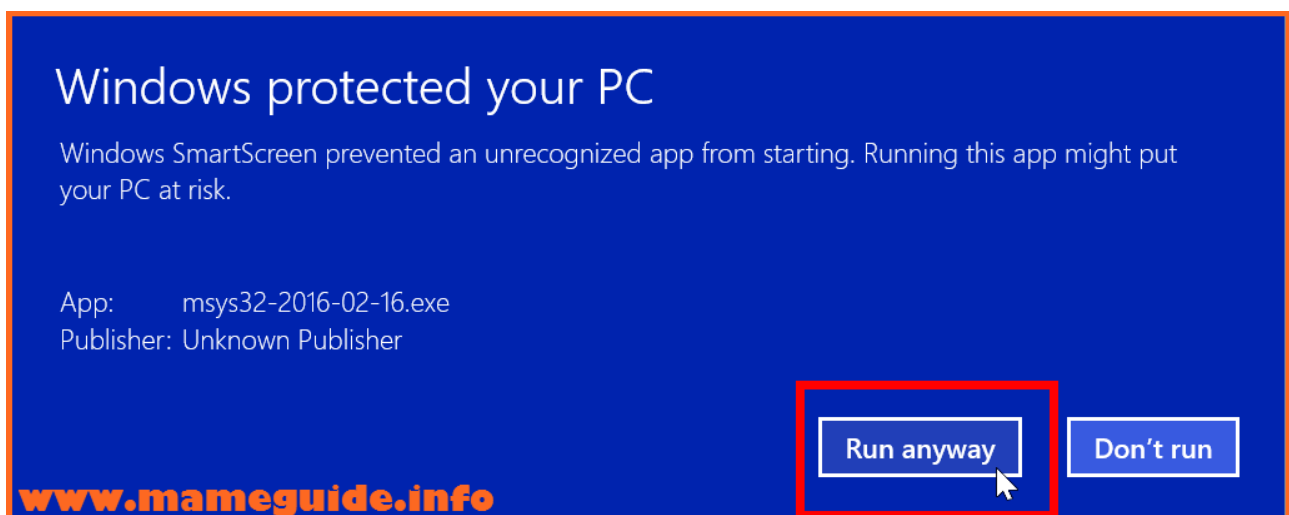 Windows protected your PC
Windows SmartScreen prevented an unrecognized app from starting. Running this app might put
your PC at risk.
App: msys32-2016-02-16.exe
Publisher: Unknown Publisher
Run anyway Don't run
www.mameguide.info